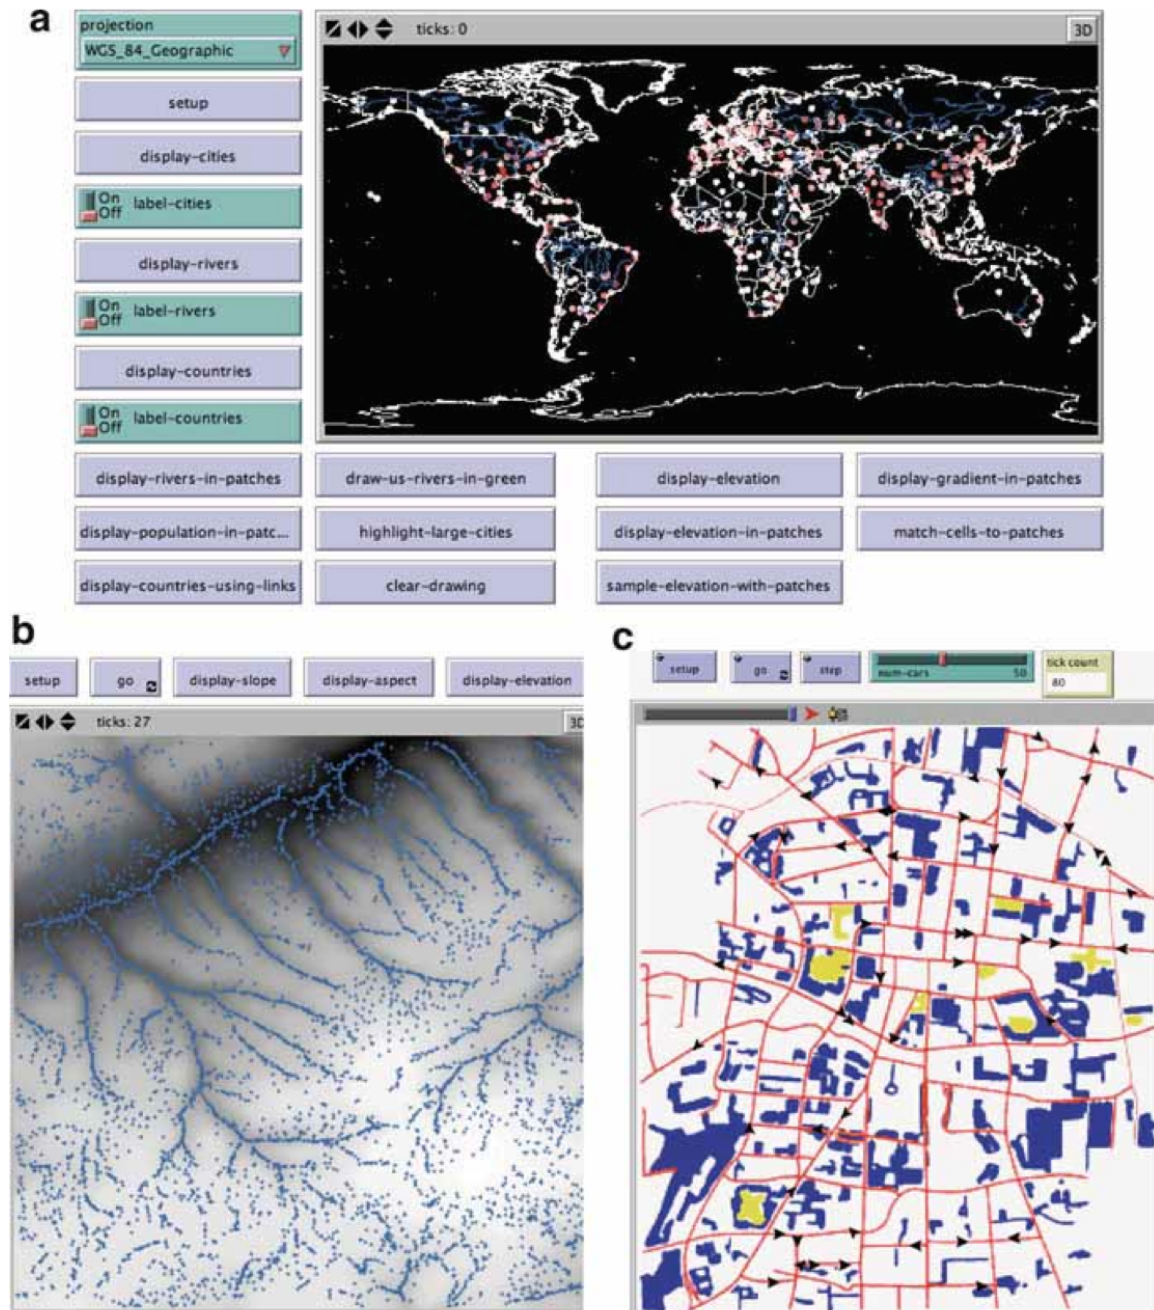 a
projection
WGS_84_Geographic
ticks: 0
3D
setup
display-cities
On
Off
label-cities
display-rivers
On
Off
label-rivers
display-countries
On
Off
label-countries
display-rivers-in-patches
draw-us-rivers-in-green
display-elevation
display-gradient-in-patches
display-population-in-patc...
highlight-large-cities
display-elevation-in-patches
match-cells-to-patches
display-countries-using-links
clear-drawing
sample-elevation-with-patches
b
setup
go
display-slope
display-aspect
display-elevation
ticks: 27
3D
c
setup
go
step
num-cars
50
tick count
80